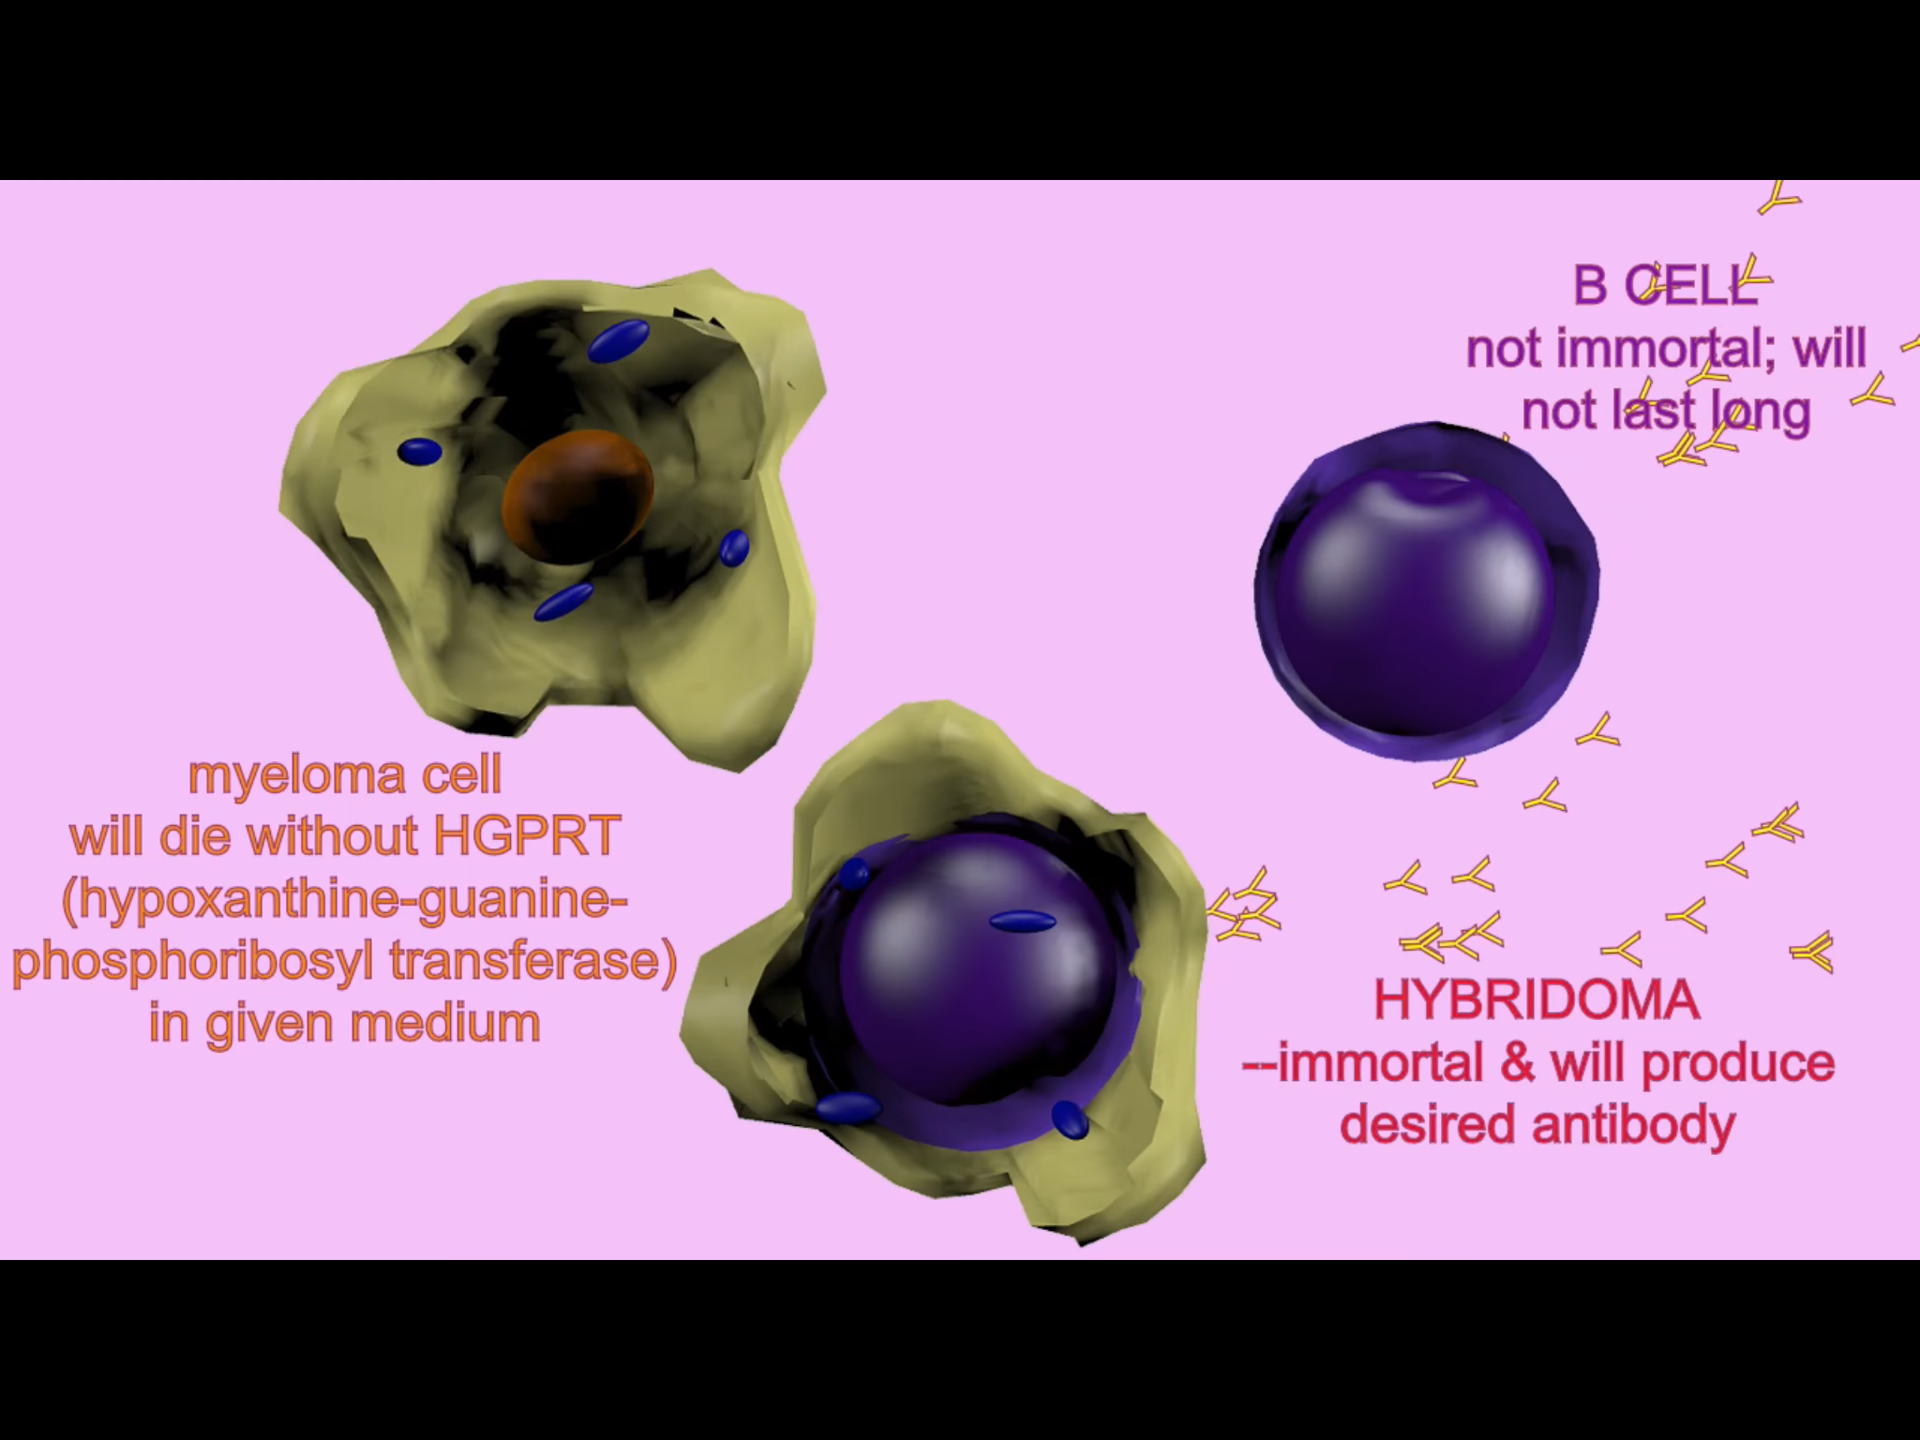 B CELL
not immortal; will
not last long
myeloma cell
will die without HGPRT
(hypoxanthine-guanine-
phosphoribosyl transferase)
in given medium
HYBRIDOMA
--immortal & will produce
desired antibody